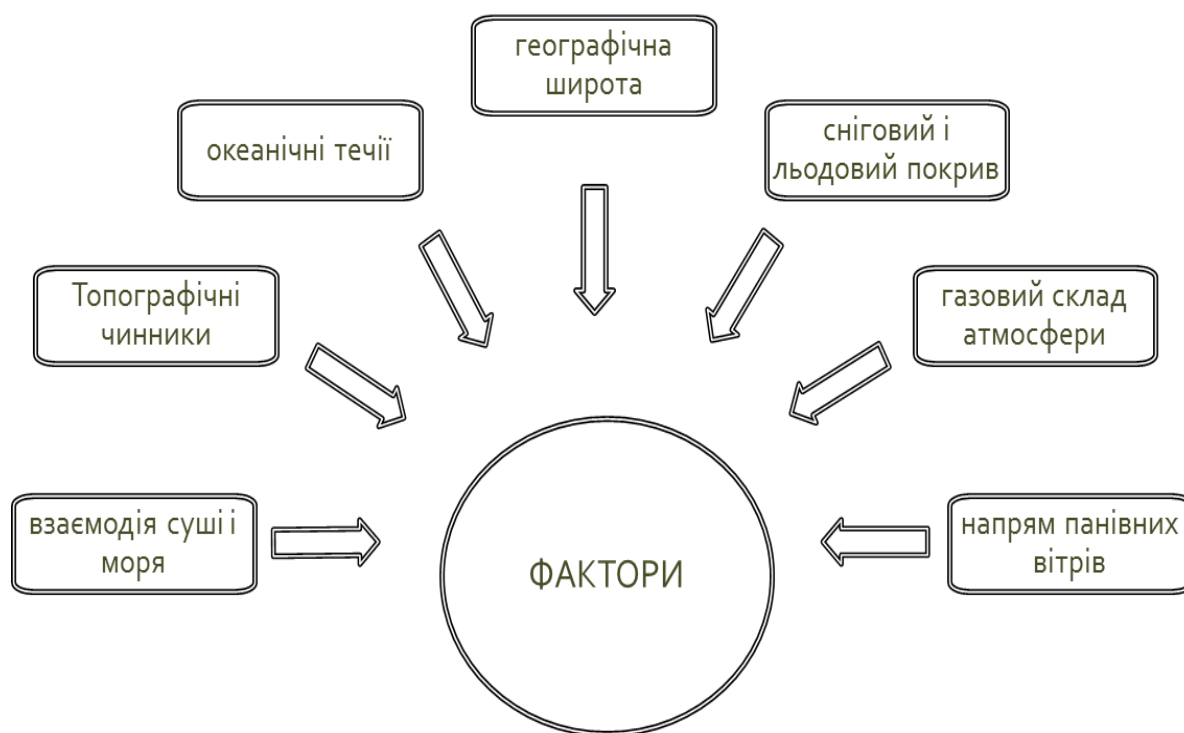 географічна
широта
океанічні течії
сніговий і
льодовий покрив
Топографічні
чинники
газовий склад
атмосфери
взаємодія суші і
моря
ФАКТОРИ
напрям панівних
вітрів